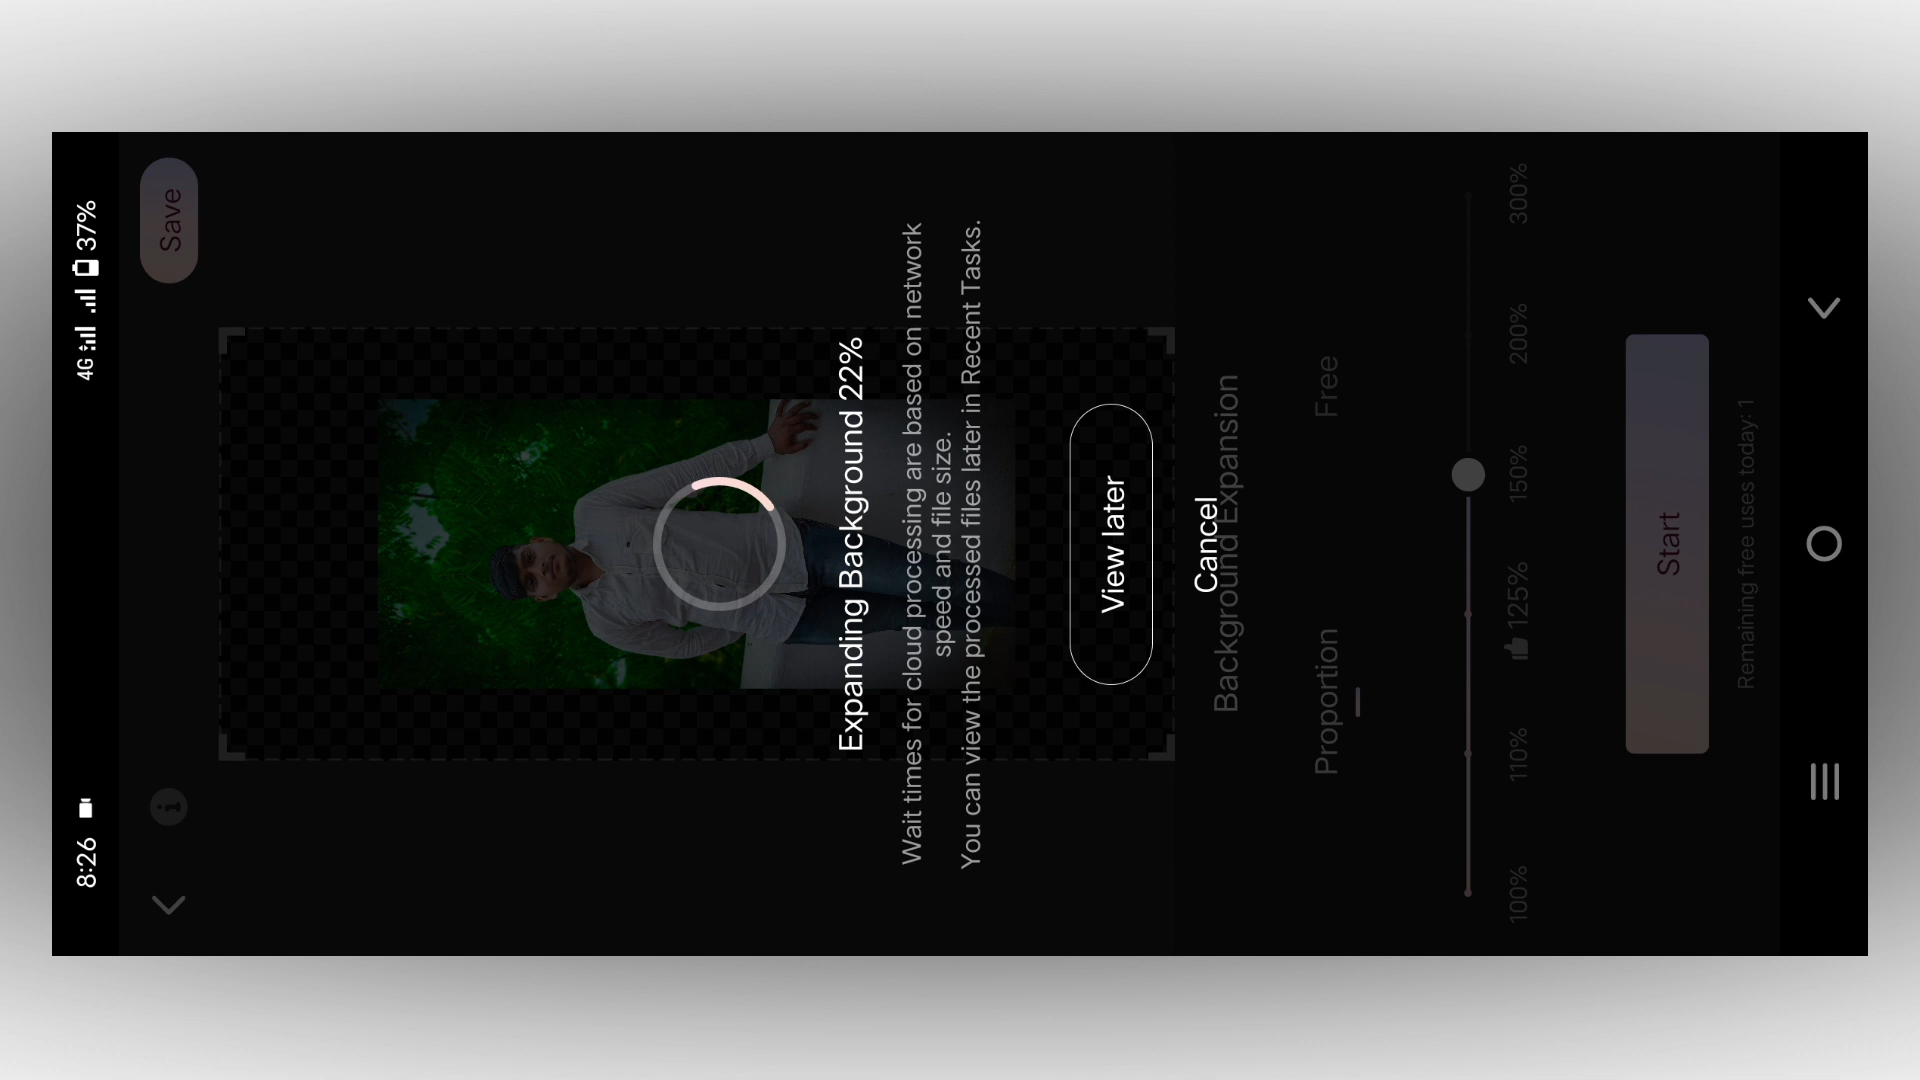 8:26
4G 37%
Save
Expanding Background 22%
Wait times for cloud processing are based on network
speed and file size.
You can view the processed files later in Recent Tasks.
View later
Cancel
Background Expansion
Proportion
Free
100%
110%
125%
150%
200%
300%
Start
Remaining free uses today: 1